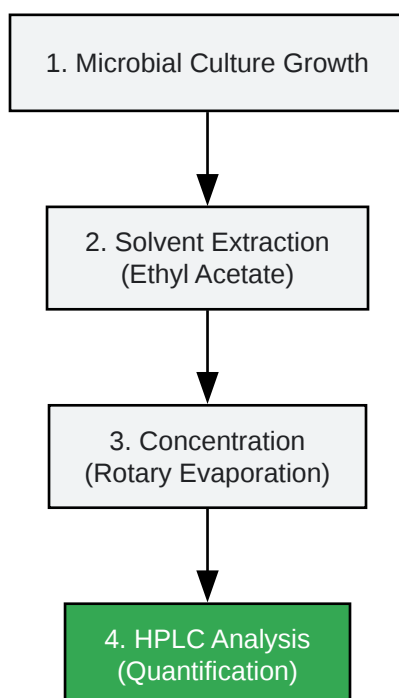 1. Microbial Culture Growth
2. Solvent Extraction
(Ethyl Acetate)
3. Concentration
(Rotary Evaporation)
4. HPLC Analysis
(Quantification)